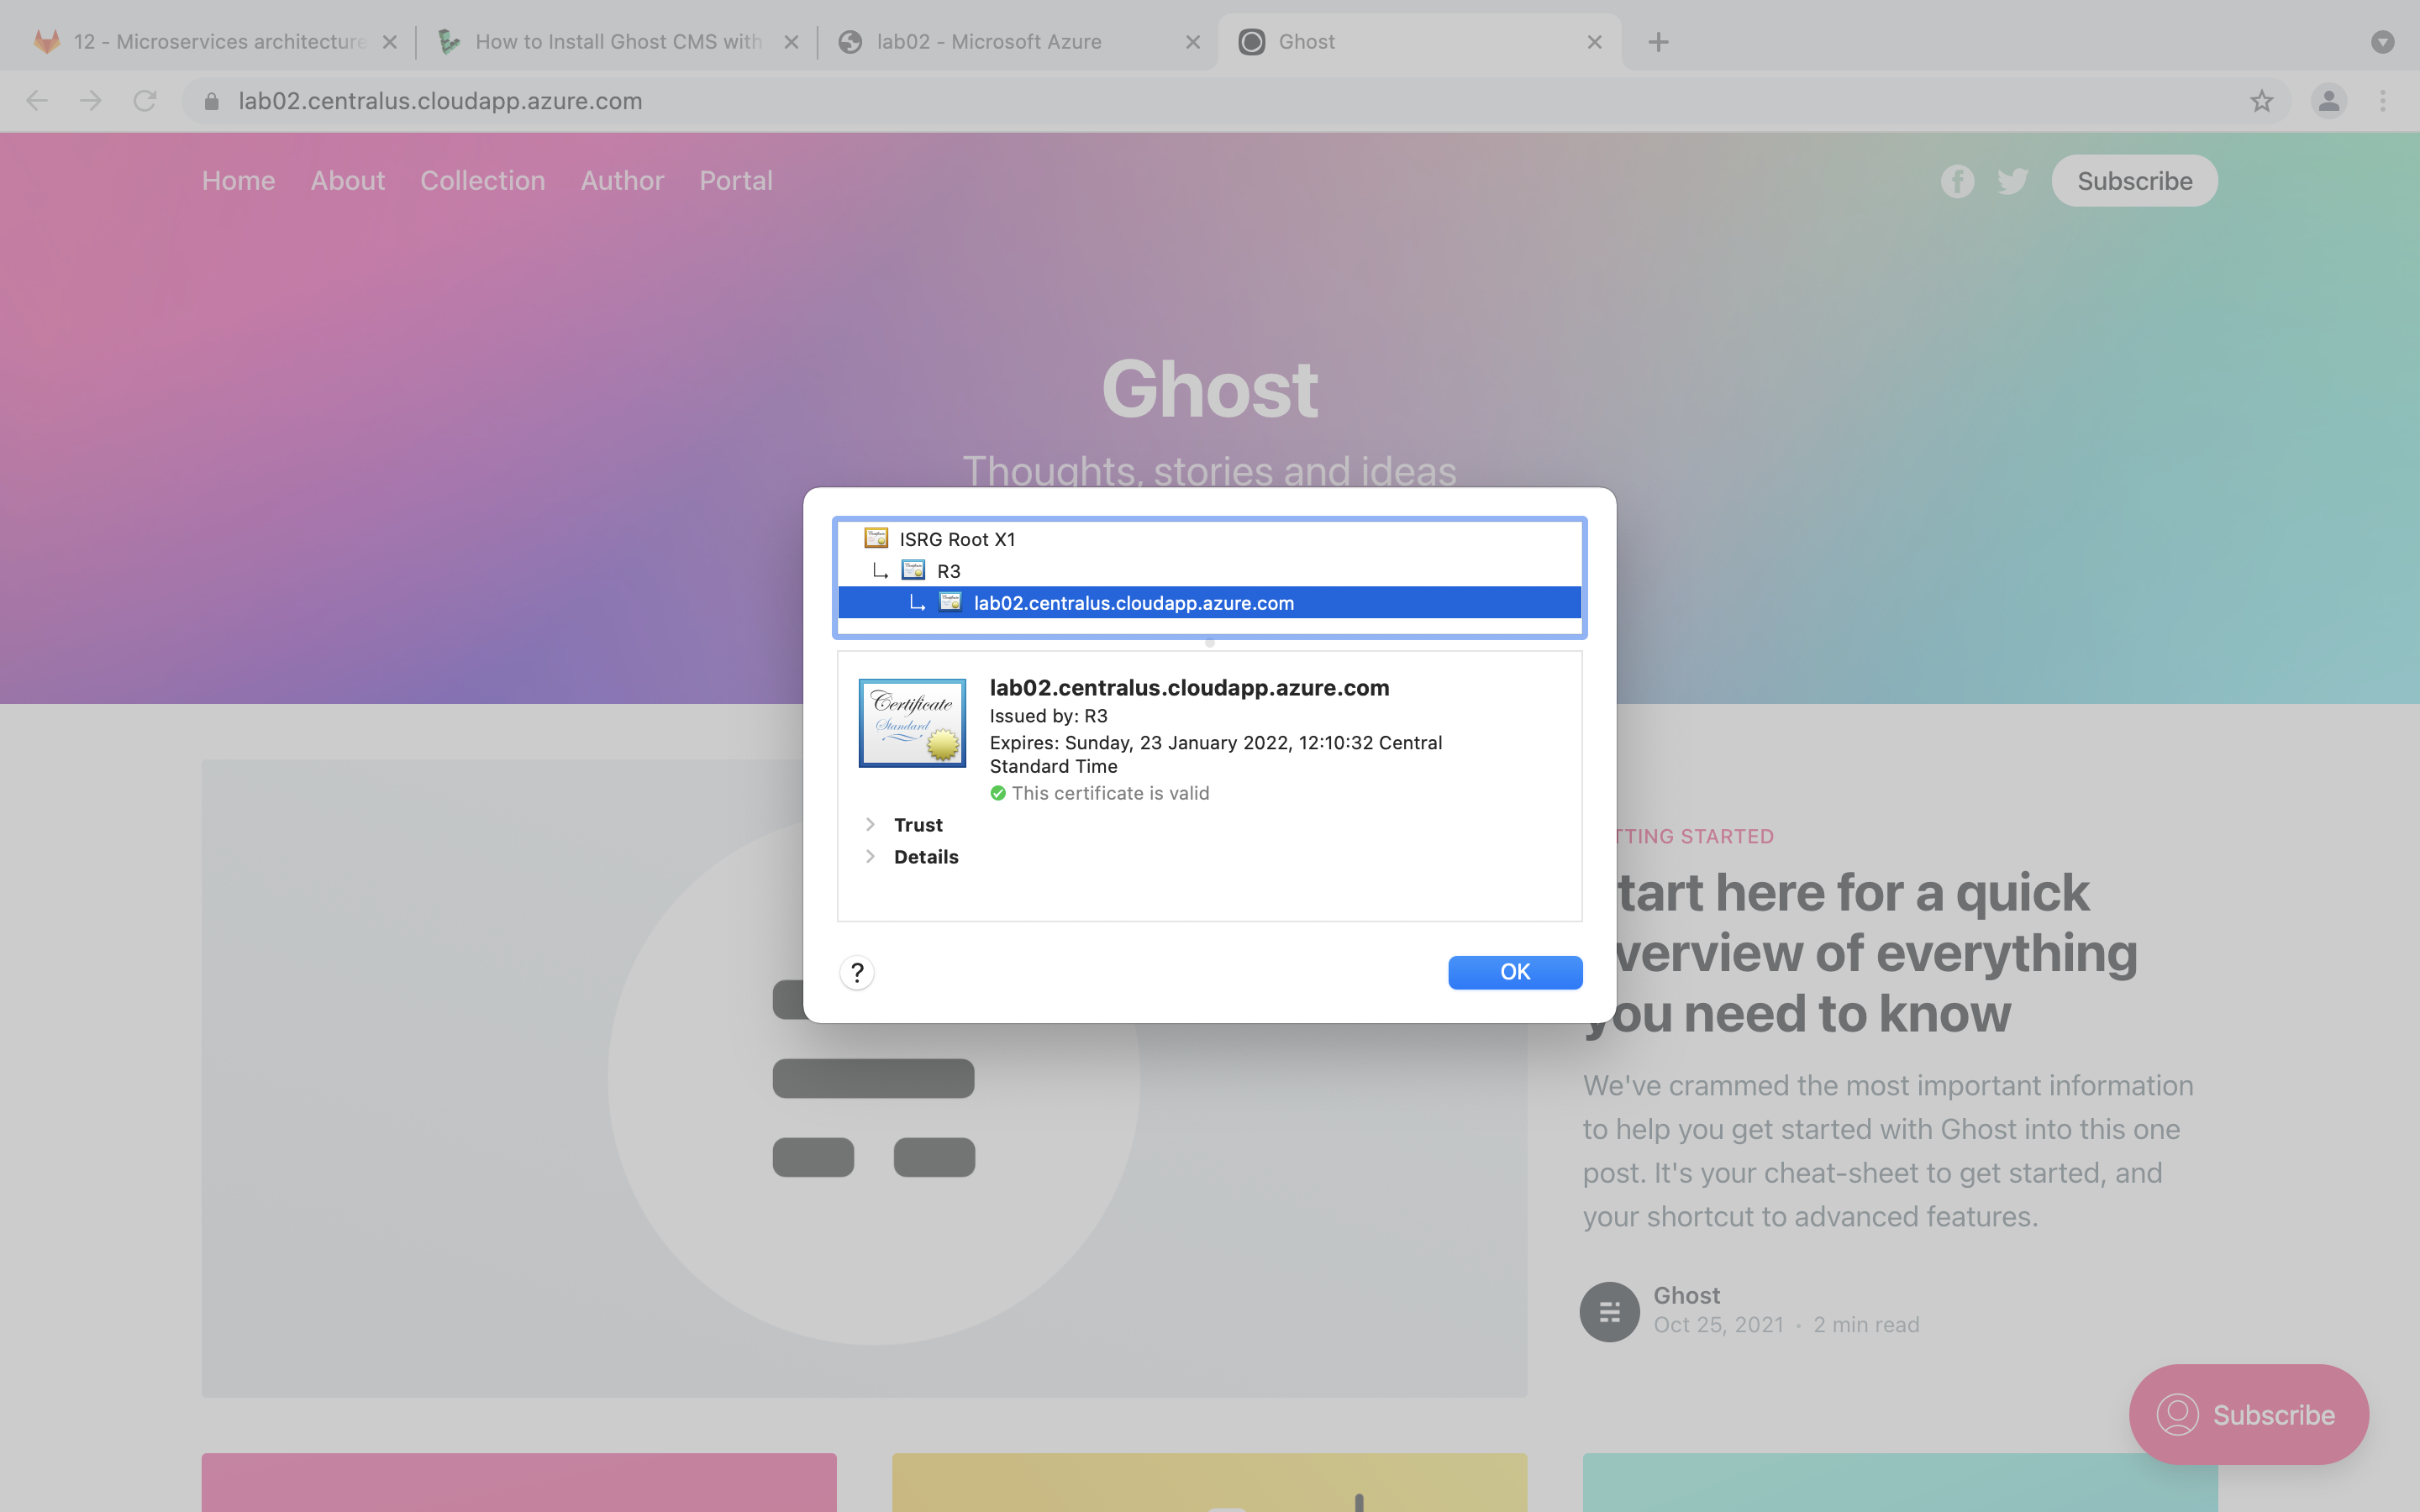 12 - Microservices architecture
How to Install Ghost CMS with
lab02 - Microsoft Azure
Ghost
lab02.centralus.cloudapp.azure.com
Home
About
Collection
Author
Portal
Subscribe
Ghost
Thoughts, stories and ideas
ISRG Root X1
R3
lab02.centralus.cloudapp.azure.com
Certificate
Standard
lab02.centralus.cloudapp.azure.com
Issued by: R3
Expires: Sunday, 23 January 2022, 12:10:32 Central
Standard Time
This certificate is valid
Trust
Details
?
OK
TTING STARTED
tart here for a quick
verview of everything
you need to know
We've crammed the most important information
to help you get started with Ghost into this one
post. It's your cheat-sheet to get started, and
your shortcut to advanced features.
Ghost
Oct 25, 2021 • 2 min read
Subscribe